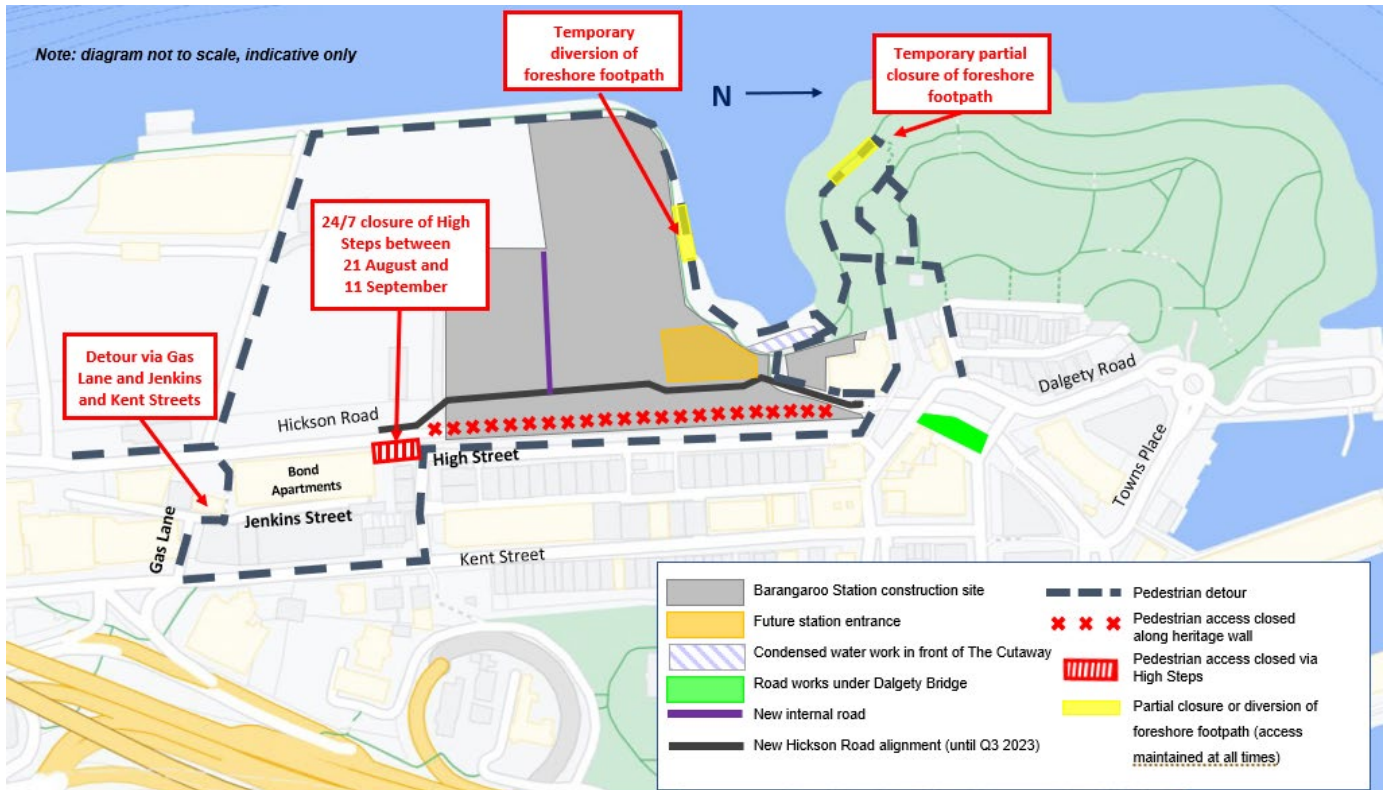 Note: diagram not to scale, indicative only
Temporary
diversion of
foreshore footpath
Temporary partial
closure of foreshore
footpath
N
24/7 closure of High
Steps between
21 August and
11 September
Detour via Gas
Lane and Jenkins
and Kent Streets
Hickson Road
High Street
Bond
Apartments
Jenkins Street
Gas Lane
Kent Street
Dalgety Road
Towns Place
Barangaroo Station construction site
Future station entrance
Condensed water work in front of The Cutaway
Road works under Dalgety Bridge
New internal road
New Hickson Road alignment (until Q3 2023)
Pedestrian detour
Pedestrian access closed
along heritage wall
Pedestrian access closed via
High Steps
Partial closure or diversion of
foreshore footpath (access
maintained at all times)